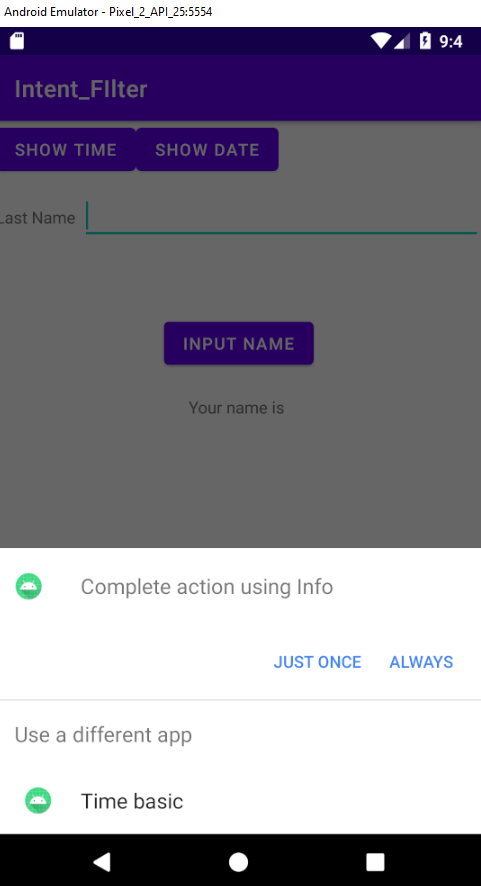 Android Emulator - Pixel_2_API_25:5554
9:4
Intent_FIlter
SHOW TIME SHOW DATE
Last Name
INPUT NAME
Your name is
Complete action using Info
JUST ONCE ALWAYS
Use a different app
Time basic